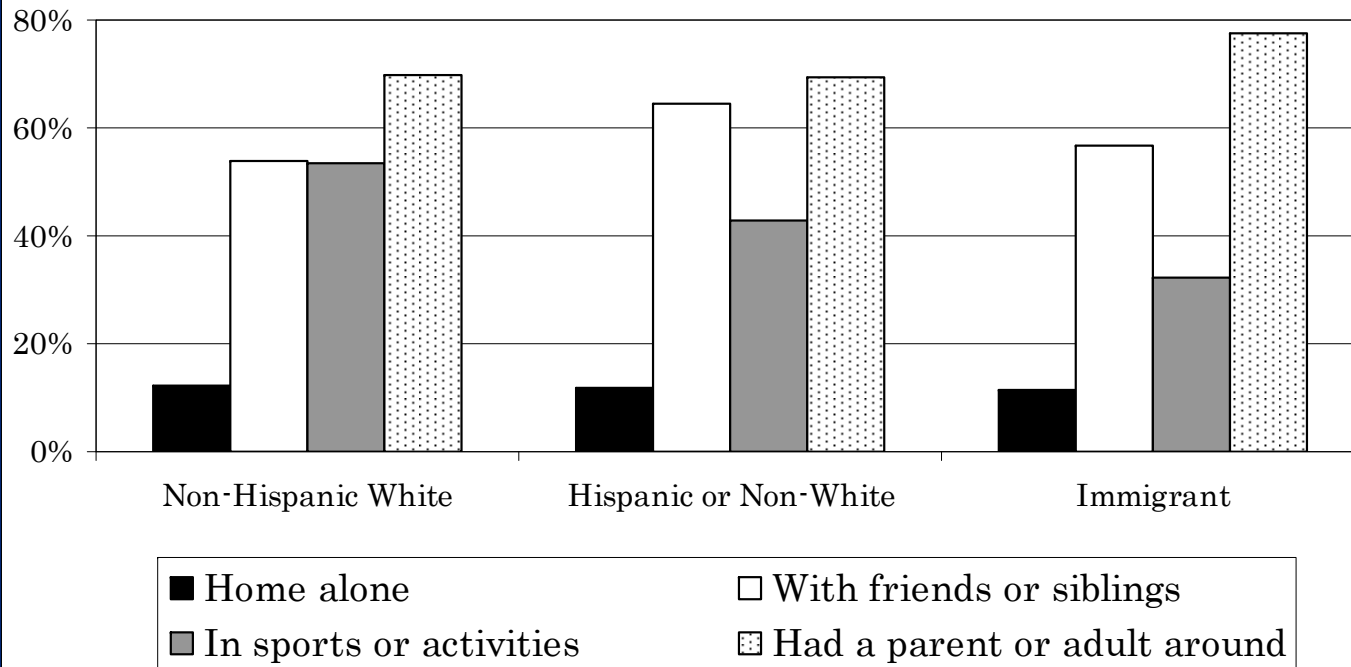 80%
60%
40%
20%
0%
Non-Hispanic White Hispanic or Non-White Immigrant
Home alone With friends or siblings
In sports or activities Had a parent or adult around